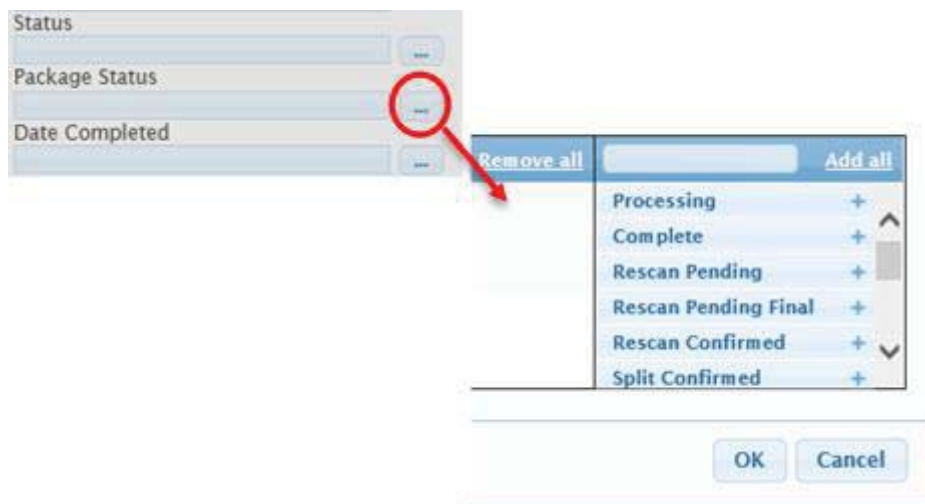 Status
...
Package Status
...
Date Completed
...
Remove all
Add all
Processing +
Complete +
Rescan Pending +
Rescan Pending Final +
Rescan Confirmed +
Split Confirmed +
OK
Cancel